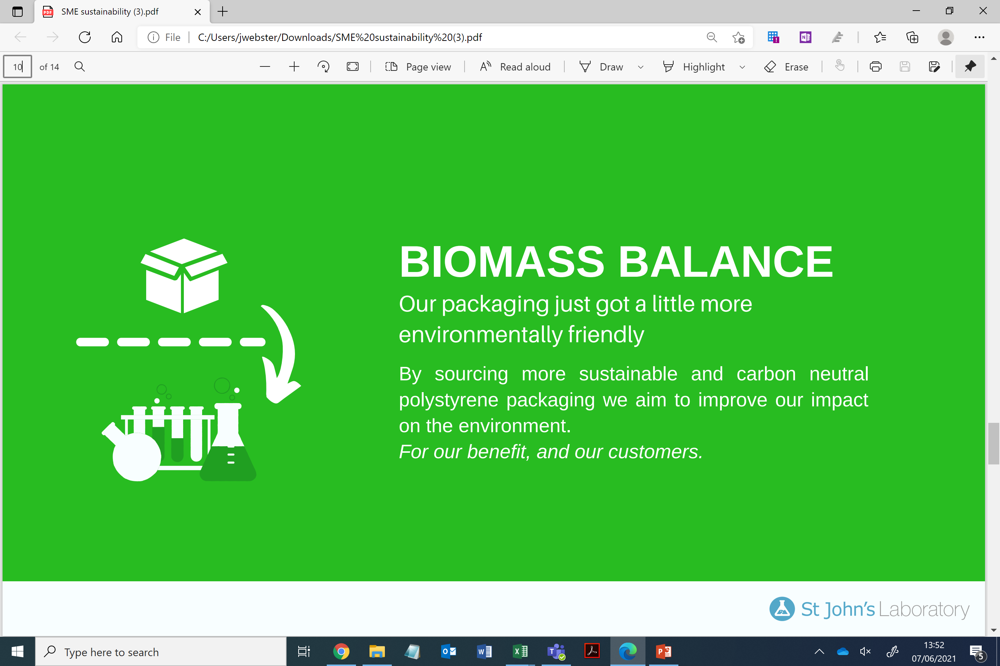 SME sustainability (3).pdf
File
C:/Users/jwebster/Downloads/SME%20sustainability%20(3).pdf
10 of 14
Page view
Read aloud
Draw
Highlight
Erase
BIOMASS BALANCE
Our packaging just got a little more
environmentally friendly
By sourcing more sustainable and carbon neutral
polystyrene packaging we aim to improve our impact
on the environment.
For our benefit, and our customers.
St John's Laboratory
Type here to search
13:52
07/06/2021
5